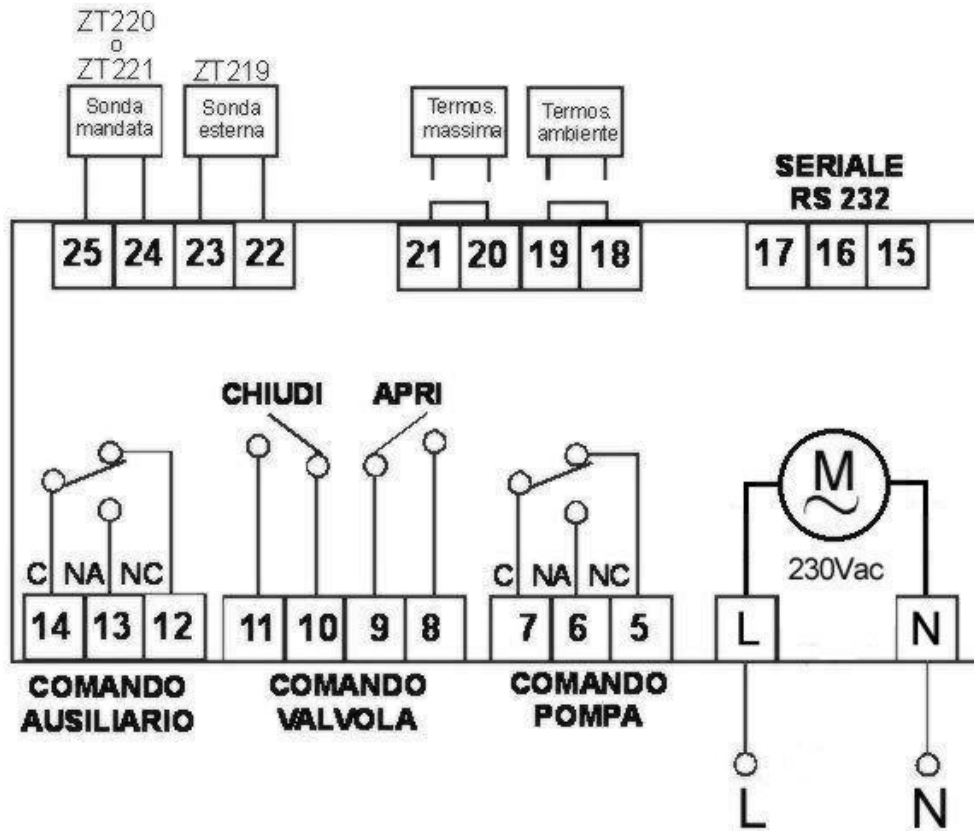 ZT220
o
ZT221
ZT219
Sonda
mandata
Sonda
esterna
Termos.
massima
Termos.
ambiente
SERIALE
RS 232
25 24 23 22
21 20 19 18
17 16 15
CHIUDI APRI
M
230Vac
C NA NC
C NA NC
14 13 12
11 10 9 8
7 6 5
L N
COMANDO
AUSILIARIO
COMANDO
VALVOLA
COMANDO
POMPA
L N